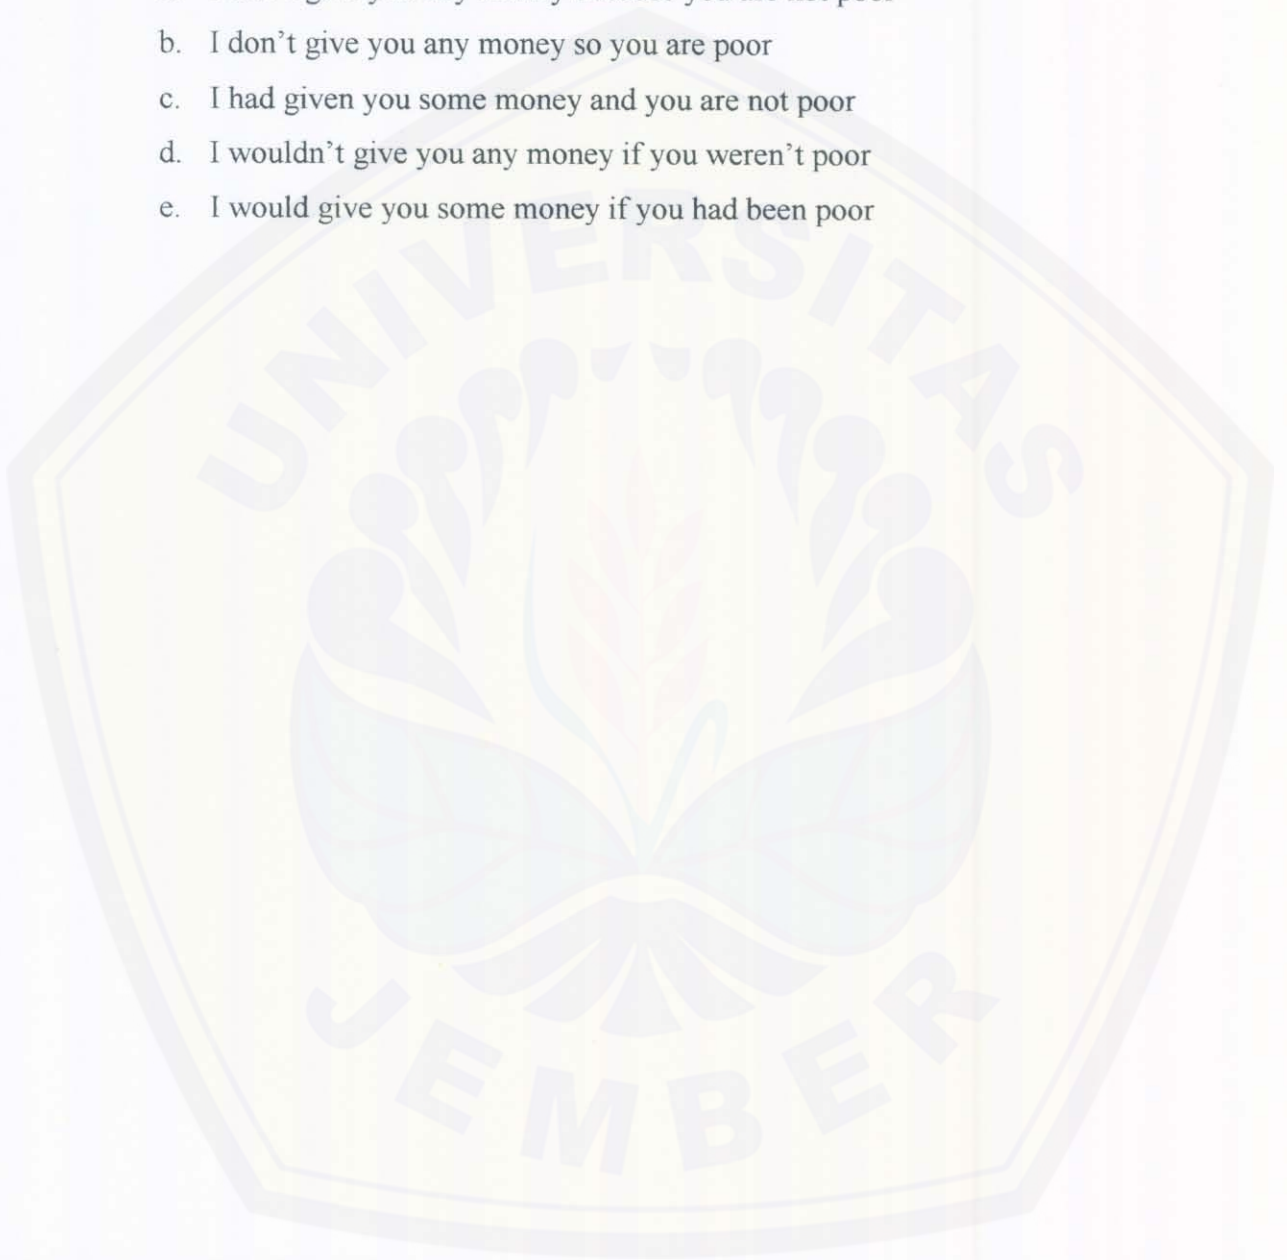 b. I don't give you any money so you are poor
c. I had given you some money and you are not poor
d. I wouldn't give you any money if you weren't poor
e. I would give you some money if you had been poor
UNIVERSITAS
JEMBER